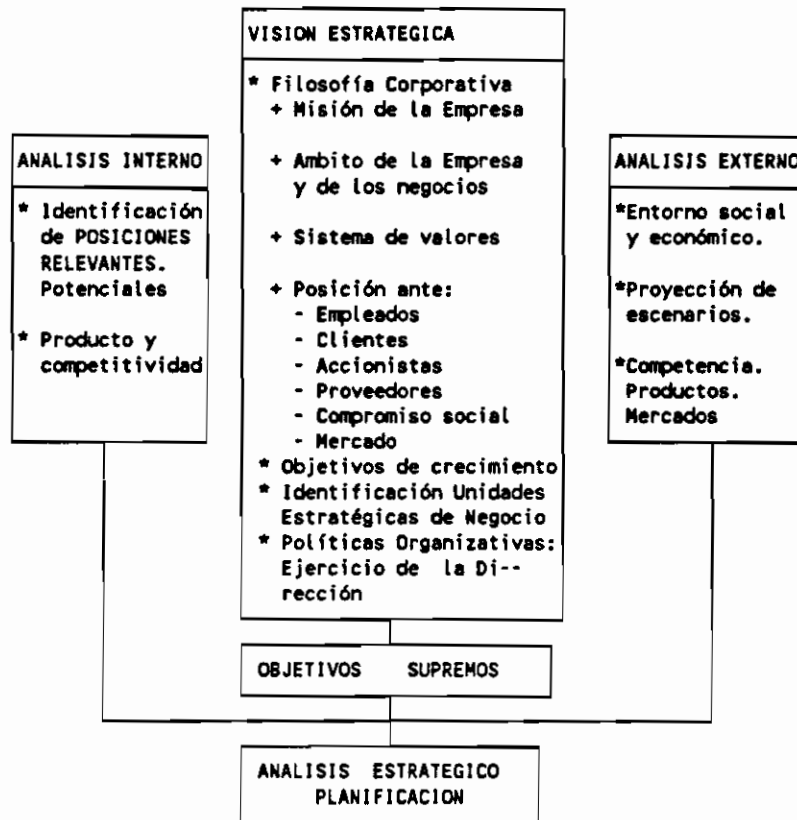 VISION ESTRATEGICA
* Filosofía Corporativa
+ Misión de la Empresa
+ Ambito de la Empresa
y de los negocios
+ Sistema de valores
+ Posición ante:
- Empleados
- Clientes
- Accionistas
- Proveedores
- Compromiso social
- Mercado
* Objetivos de crecimiento
* Identificación Unidades
Estratégicas de Negocio
* Políticas Organizativas:
Ejercicio de la Di--
rección
ANALISIS INTERNO
* Identificación
de POSICIONES
RELEVANTES.
Potenciales
* Producto y
competitividad
ANALISIS EXTERNO
*Entorno social
y económico.
*Proyección de
escenarios.
*Competencia.
Productos.
Mercados
OBJETIVOS SUPREMOS
ANALISIS ESTRATEGICO
PLANIFICACION